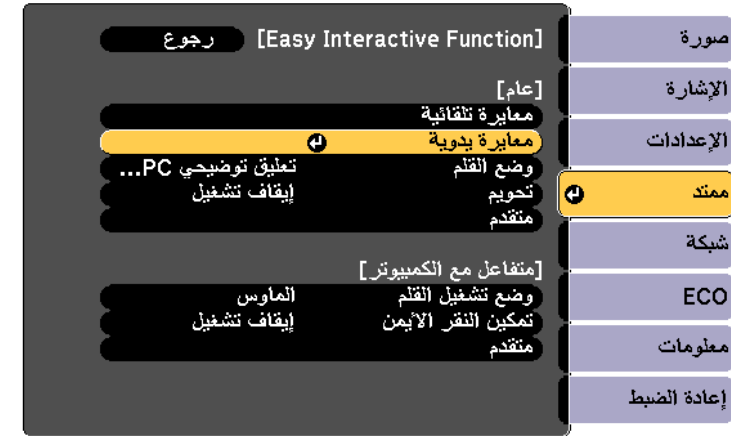 صورة
الإشارة
الإعدادات
ممتد
شبكة
ECO
معلومات
إعادة الضبط
[Easy Interactive Function] رجوع
[عام]
معايرة تلقائية
معايرة يدوية
وضع القلم تعليق توضيحي PC...
تحويم إيقاف تشغيل
متقدم
[متفاعل مع الكمبيوتر]
وضع تشغيل القلم الماوس
تمكين النقر الأيمن إيقاف تشغيل
متقدم